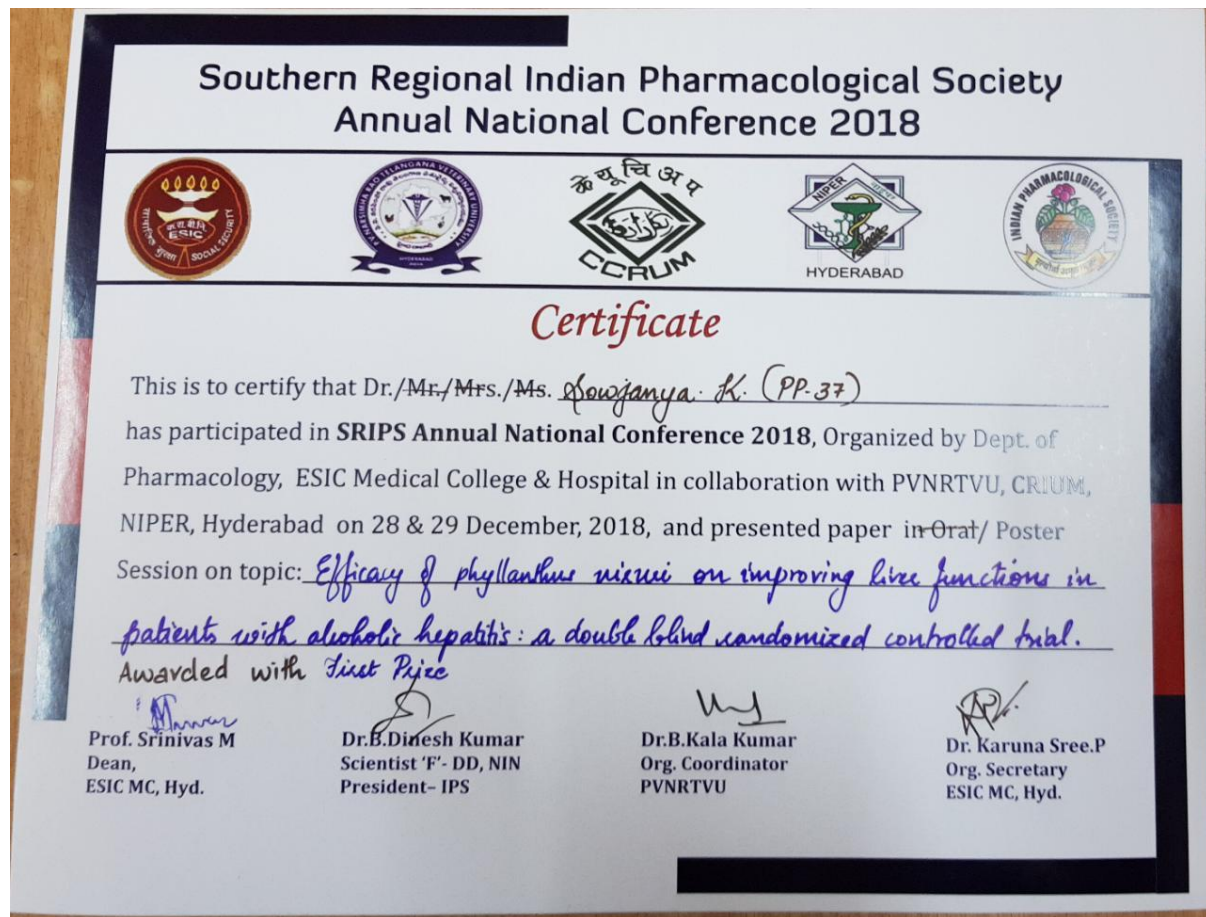 Southern Regional Indian Pharmacological Society
Annual National Conference 2018
क.रा.बी.नि.
ESIC
सामाजिक सुरक्षा SOCIAL SECURITY
HYDERABAD
के यू चि अ प
CCRUM
NIPER
HYDERABAD
INDIAN PHARMACOLOGICAL SOCIETY
Certificate
This is to certify that Dr./Mr./Mrs./Ms. Sowjanya. K. (PP-37)
has participated in SRIPS Annual National Conference 2018, Organized by Dept. of
Pharmacology, ESIC Medical College & Hospital in collaboration with PVNRTVU, CRIUM,
NIPER, Hyderabad on 28 & 29 December, 2018, and presented paper in Oral/ Poster
Session on topic: Efficacy of phyllanthus niruri on improving liver functions in
patients with alcoholic hepatitis: a double blind randomized controlled trial.
Awarded with First Prize
Prof. Srinivas M
Dean,
ESIC MC, Hyd.
Dr.B.Dinesh Kumar
Scientist ‘F’- DD, NIN
President– IPS
Dr.B.Kala Kumar
Org. Coordinator
PVNRTVU
Dr. Karuna Sree.P
Org. Secretary
ESIC MC, Hyd.